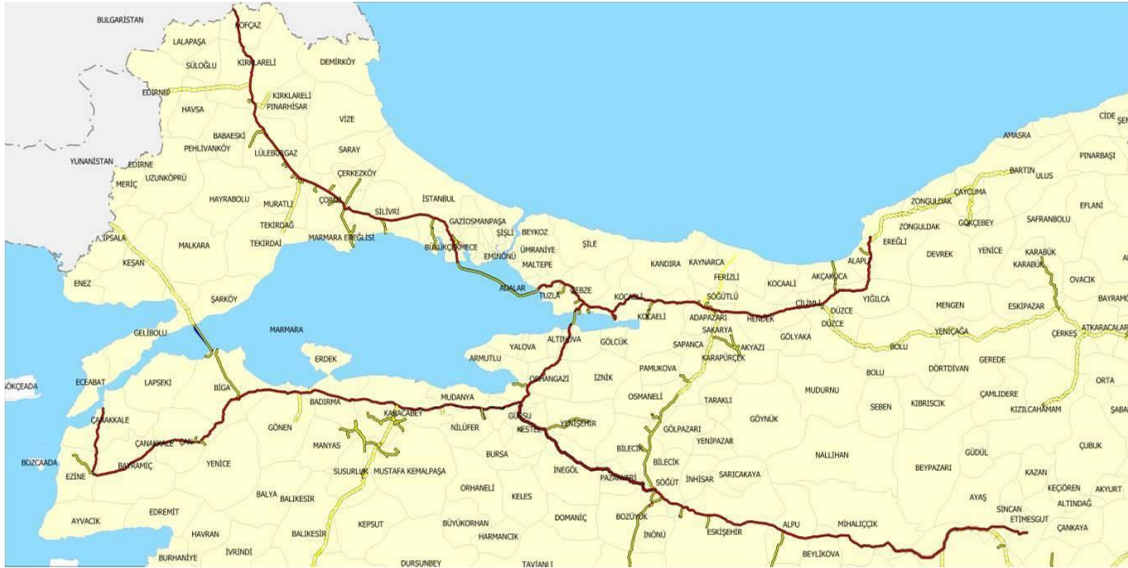 BULGARİSTAN
KOFÇAZ
LALAPAŞA
SÜLOĞLU
KIRKLARELİ
DEMİRKÖY
EDİRNE
KIRKLARELİ
PINARHİSAR
HAVSA
VİZE
BABAESKİ
PEHLİVANKÖY
LÜLEBURGAZ
SARAY
YUNANİSTAN
EDİRNE
MERİÇ
UZUNKÖPRÜ
ÇERKEZKÖY
HAYRABOLU
MURATLI
ÇORLU
SİLİVRİ
İSTANBUL
GAZİOSMANPAŞA
TEKİRDAĞ
MARMARA EREĞLİSİ
BÜYÜKÇEKMECE
ŞİŞLİ
BEYKOZ
EMİNÖNÜ
ÜMRANİYE
ŞİLE
MALTEPE
İPSALA
MALKARA
TEKİRDAĞ
KEŞAN
ENEZ
ŞARKÖY
ADALAR
TUZLA
GEBZE
KOCAELİ
KOCAELİ
KANDIRA
KAYNARCA
FERİZLİ
SÖĞÜTLÜ
KOCAALİ
AKÇAKOCA
ALAPLI
EREĞLİ
ZONGULDAK
ZONGULDAK
ÇAYCUMA
GÖKÇEBEY
BARTIN
ULUS
AMASRA
CİDE
PINARBAŞI
EFLANİ
SAFRANBOLU
DEVREK
YENİCE
KARABÜK
KARABÜK
OVACIK
GELİBOLU
MARMARA
YALOVA
ALTINOVA
GÖLCÜK
ADAPAZARI
SAKARYA
HENDEK
ÇİLİMLİ
DÜZCE
DÜZCE
YIĞILCA
MENGEN
ESKİPAZAR
ÇERKEŞ
ATKARACALAR
ERDEK
ARMUTLU
SAPANCA
AKYAZI
KARAPÜRÇEK
GÖLYAKA
BOLU
YENİÇAĞA
GEREDE
DÖRTDİVAN
GÖKÇEADA
ECEABAT
LAPSEKİ
BİGA
ORHANGAZİ
İZNİK
PAMUKOVA
MUDURNU
BOLU
ORTA
BADIRMA
MUDANYA
OSMANELİ
TARAKLI
SEBEN
KIBRISCIK
ÇAMLIDERE
KIZILCAHAMAM
ÇANAKKALE
GÖNEN
KARACABEY
NİLÜFER
GÜRSU
KESTEL
YENİŞEHİR
GÖLPAZARI
GÖYNÜK
ÇANAKKALE
ÇAN
MANYAS
BURSA
BİLECİK
YENİPAZAR
ÇUBUK
BOZCAADA
EZİNE
BAYRAMİÇ
YENİCE
SUSURLUK
MUSTAFA KEMALPAŞA
İNEGÖL
BİLECİK
SÖĞÜT
İNHİSAR
SARICAKAYA
NALLIHAN
BEYPAZARI
GÜDÜL
KAZAN
KEÇİÖREN
AKYURT
ALTINDAĞ
BALYA
BALIKESİR
ORHANELİ
KELES
AYAŞ
SİNCAN
ETİMESGUT
ÇANKAYA
AYVACIK
EDREMİT
HAVRAN
BALIKESİR
KEPSUT
BÜYÜKORHAN
HARMANCIK
DOMANİÇ
BOZÜYÜK
İNÖNÜ
ESKİŞEHİR
ALPU
MİHALIÇÇIK
BEYLİKOVA
BURHANİYE
İVRİNDİ
DURSUNBEY
TAVŞANLI